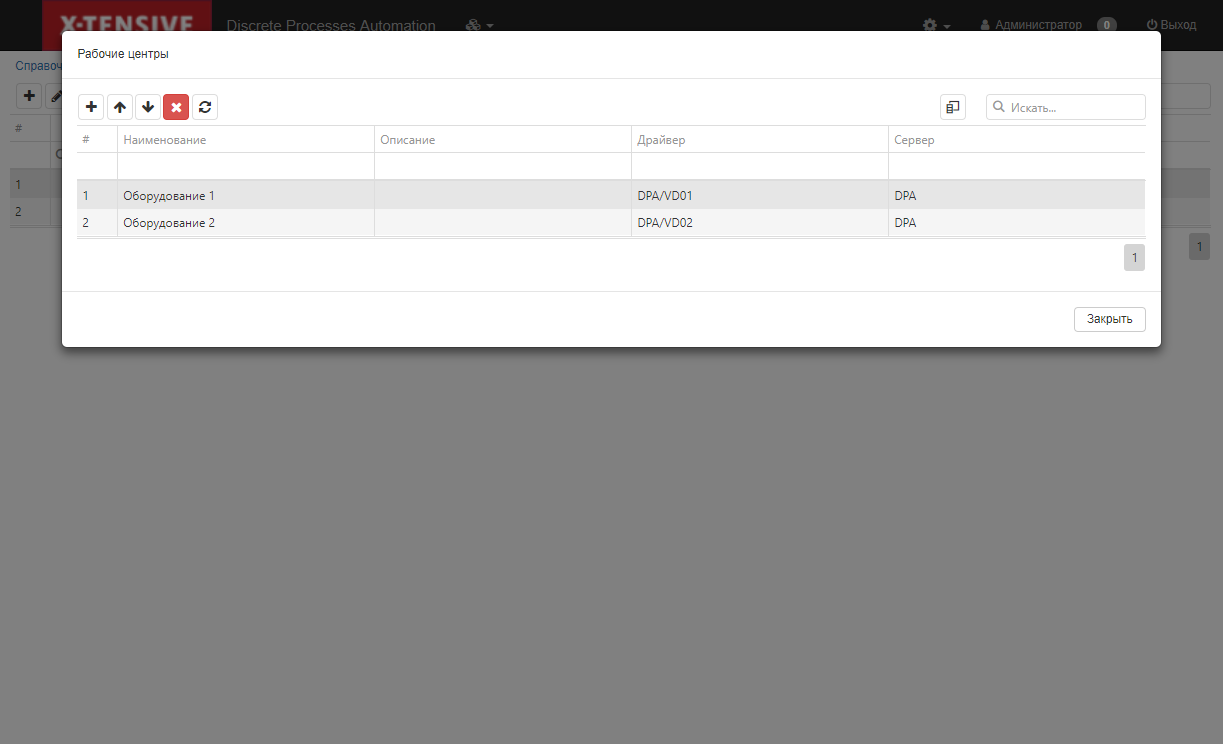 X-TENSIVE Discrete Processes Automation Администратор 0 Выход
Справоч
Рабочие центры
Искать...
# Наименование Описание Драйвер Сервер
1 Оборудование 1 DPA/VD01 DPA
2 Оборудование 2 DPA/VD02 DPA
1
Закрыть
#
1
2
1